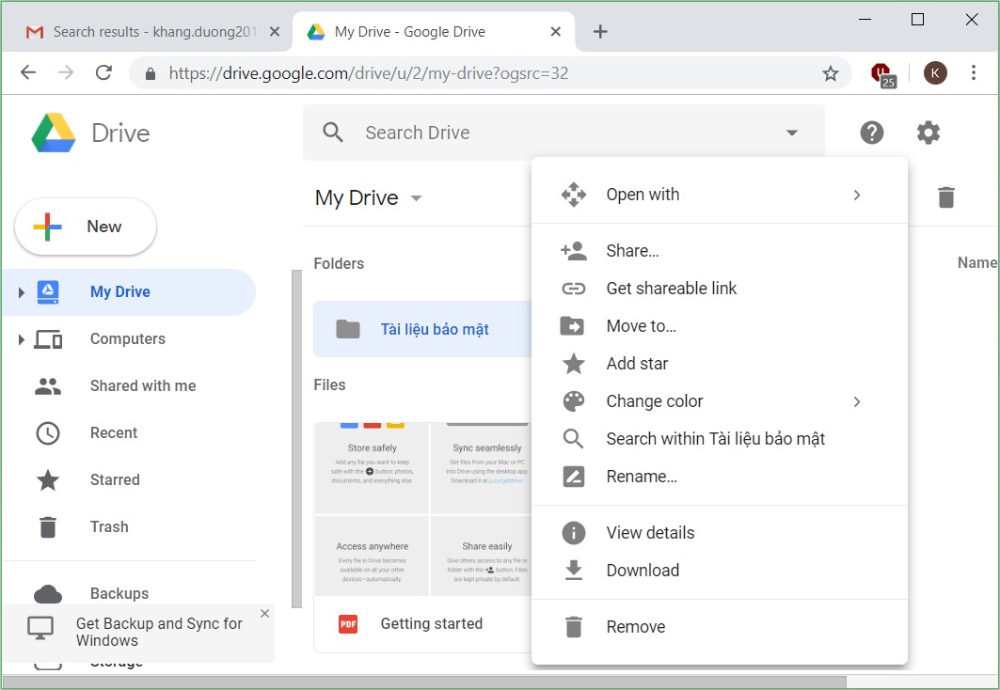 Search results - khang.duong201
My Drive - Google Drive
https://drive.google.com/drive/u/2/my-drive?ogsrc=32
25
K
Drive
Search Drive
New
My Drive
Computers
Shared with me
Recent
Starred
Trash
Backups
Get Backup and Sync for
Windows
Storage
My Drive
Name
Folders
Tài liệu bảo mật
Files
Store safely
Add any file you want to keep
safe with the button: photos,
documents, and everything else.
Sync seamlessly
Get files from your Mac or PC
into Drive using the desktop app.
Download it at g.co/getdrive.
Access anywhere
Every file in Drive becomes
available on all your other
devices—automatically.
Share easily
Give others access to any file or
folder with the button. Files
are kept private by default.
PDF
Getting started
Open with
Share...
Get shareable link
Move to...
Add star
Change color
Search within Tài liệu bảo mật
Rename...
View details
Download
Remove